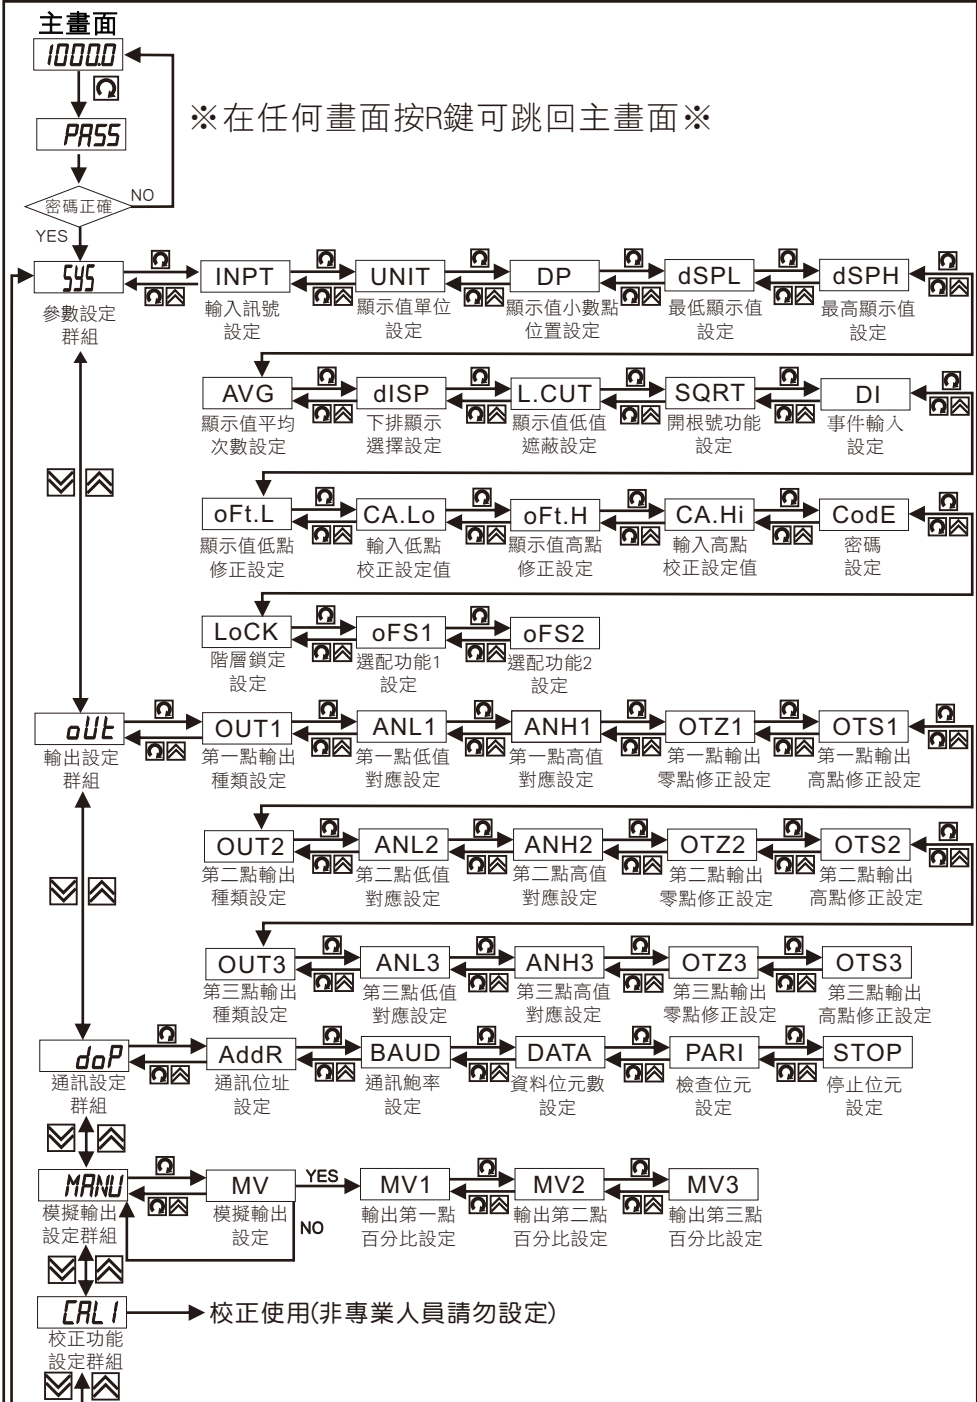 主畫面
1000.0
PASS
※在任何畫面按R鍵可跳回主畫面※
密碼正確
NO
YES
SYS
參數設定
群組
INPT
輸入訊號
設定
UNIT
顯示值單位
設定
DP
顯示值小數點
位置設定
dSPL
最低顯示值
設定
dSPH
最高顯示值
設定
AVG
顯示值平均
次數設定
dISP
下排顯示
選擇設定
L.CUT
顯示值低值
遮蔽設定
SQRT
開根號功能
設定
DI
事件輸入
設定
oFt.L
顯示值低點
修正設定
CA.Lo
輸入低點
校正設定值
oFt.H
顯示值高點
修正設定
CA.Hi
輸入高點
校正設定值
CodE
密碼
設定
LoCK
階層鎖定
設定
oFS1
選配功能1
設定
oFS2
選配功能2
設定
oUt
輸出設定
群組
OUT1
第一點輸出
種類設定
ANL1
第一點低值
對應設定
ANH1
第一點高值
對應設定
OTZ1
第一點輸出
零點修正設定
OTS1
第一點輸出
高點修正設定
OUT2
第二點輸出
種類設定
ANL2
第二點低值
對應設定
ANH2
第二點高值
對應設定
OTZ2
第二點輸出
零點修正設定
OTS2
第二點輸出
高點修正設定
OUT3
第三點輸出
種類設定
ANL3
第三點低值
對應設定
ANH3
第三點高值
對應設定
OTZ3
第三點輸出
零點修正設定
OTS3
第三點輸出
高點修正設定
doP
通訊設定
群組
AddR
通訊位址
設定
BAUD
通訊鮑率
設定
DATA
資料位元數
設定
PARI
檢查位元
設定
STOP
停止位元
設定
MANU
模擬輸出
設定群組
MV
模擬輸出
設定
YES
NO
MV1
輸出第一點
百分比設定
MV2
輸出第二點
百分比設定
MV3
輸出第三點
百分比設定
CAL1
校正功能
設定群組
校正使用(非專業人員請勿設定)